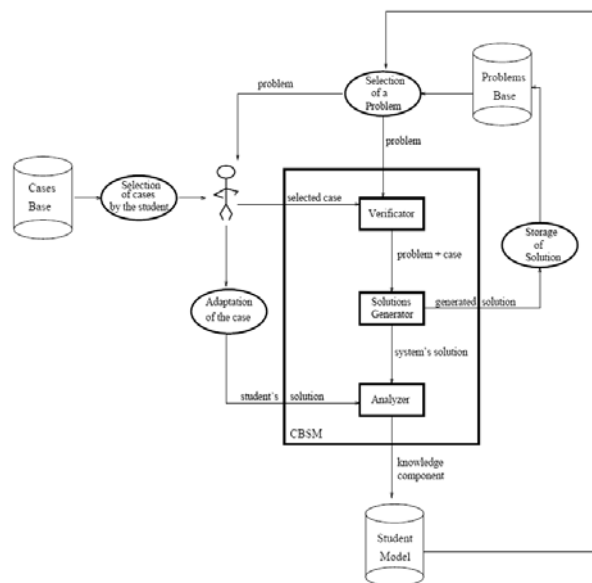 Selection
of a
Problem
Problems
Base
problem
problem
Cases
Base
Selection
of cases
by the student
selected case
Verificator
Storage
of
Solution
problem + case
Adaptation
of the case
Solutions
Generator
generated solution
system's solution
student's solution
Analyzer
CBSM
knowledge
component
Student
Model